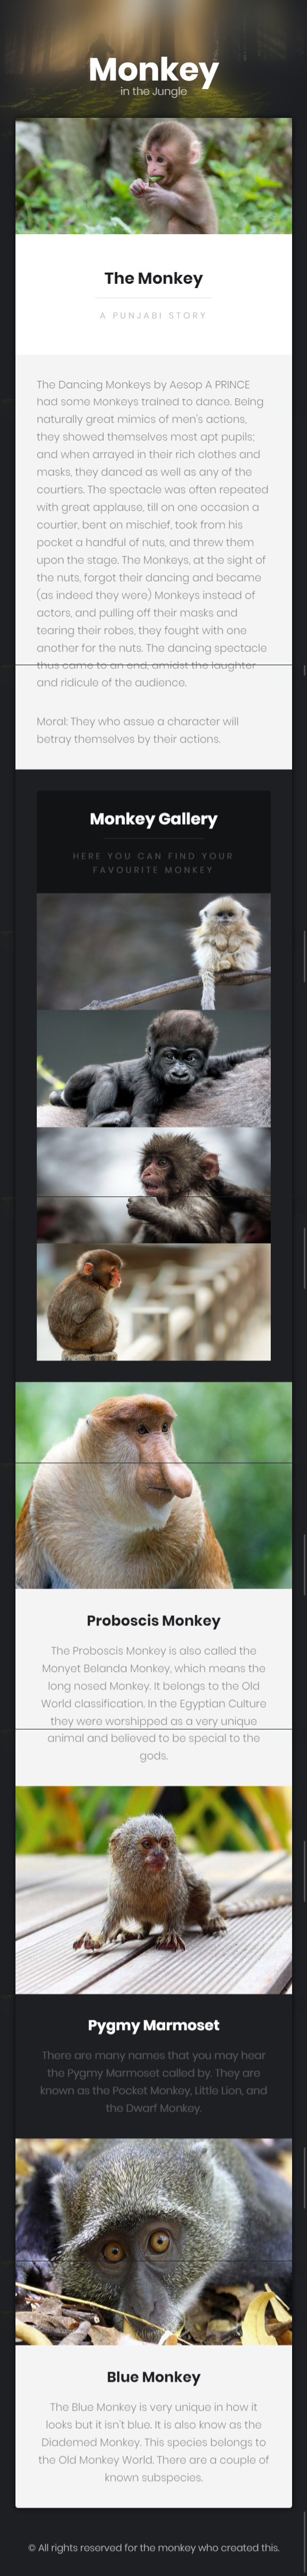 Monkey
in the Jungle
The Monkey
A PUNJABI STORY
The Dancing Monkeys by Aesop A PRINCE
had some Monkeys trained to dance. Being
naturally great mimics of men's actions,
they showed themselves most apt pupils;
and when arrayed in their rich clothes and
masks, they danced as well as any of the
courtiers. The spectacle was often repeated
with great applause, till on one occasion a
courtier, bent on mischief, took from his
pocket a handful of nuts, and threw them
upon the stage. The Monkeys, at the sight of
the nuts, forgot their dancing and became
(as indeed they were) Monkeys instead of
actors, and pulling off their masks and
tearing their robes, they fought with one
another for the nuts. The dancing spectacle
thus came to an end, amidst the laughter
and ridicule of the audience.
Moral: They who assue a character will
betray themselves by their actions.
Monkey Gallery
HERE YOU CAN FIND YOUR
FAVOURITE MONKEY
Proboscis Monkey
The Proboscis Monkey is also called the
Monyet Belanda Monkey, which means the
long nosed Monkey. It belongs to the Old
World classification. In the Egyptian Culture
they were worshipped as a very unique
animal and believed to be special to the
gods.
Pygmy Marmoset
There are many names that you may hear
the Pygmy Marmoset called by. They are
known as the Pocket Monkey, Little Lion, and
the Dwarf Monkey.
Blue Monkey
The Blue Monkey is very unique in how it
looks but it isn't blue. It is also know as the
Diademed Monkey. This species belongs to
the Old Monkey World. There are a couple of
known subspecies.
© All rights reserved for the monkey who created this.